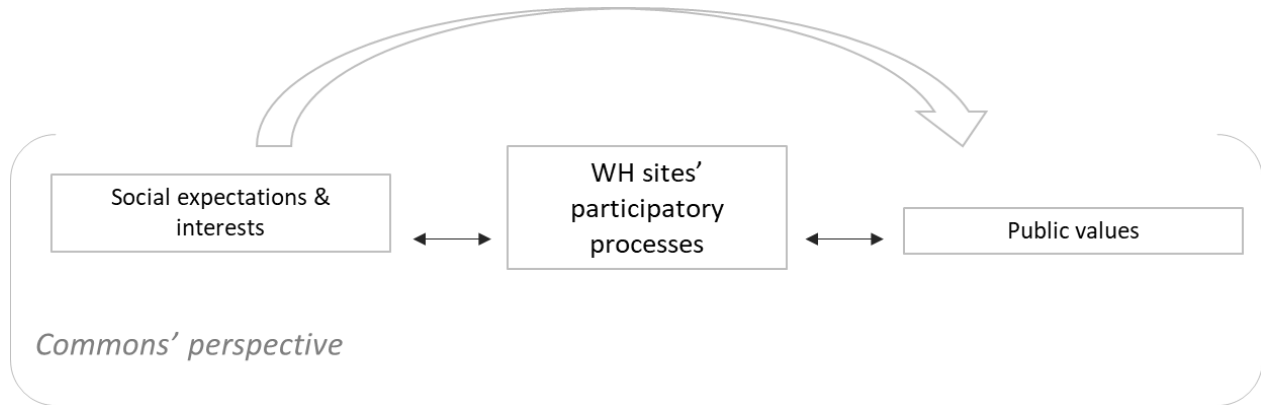 Social expectations &
interests
WH sites’
participatory
processes
Public values
Commons’ perspective